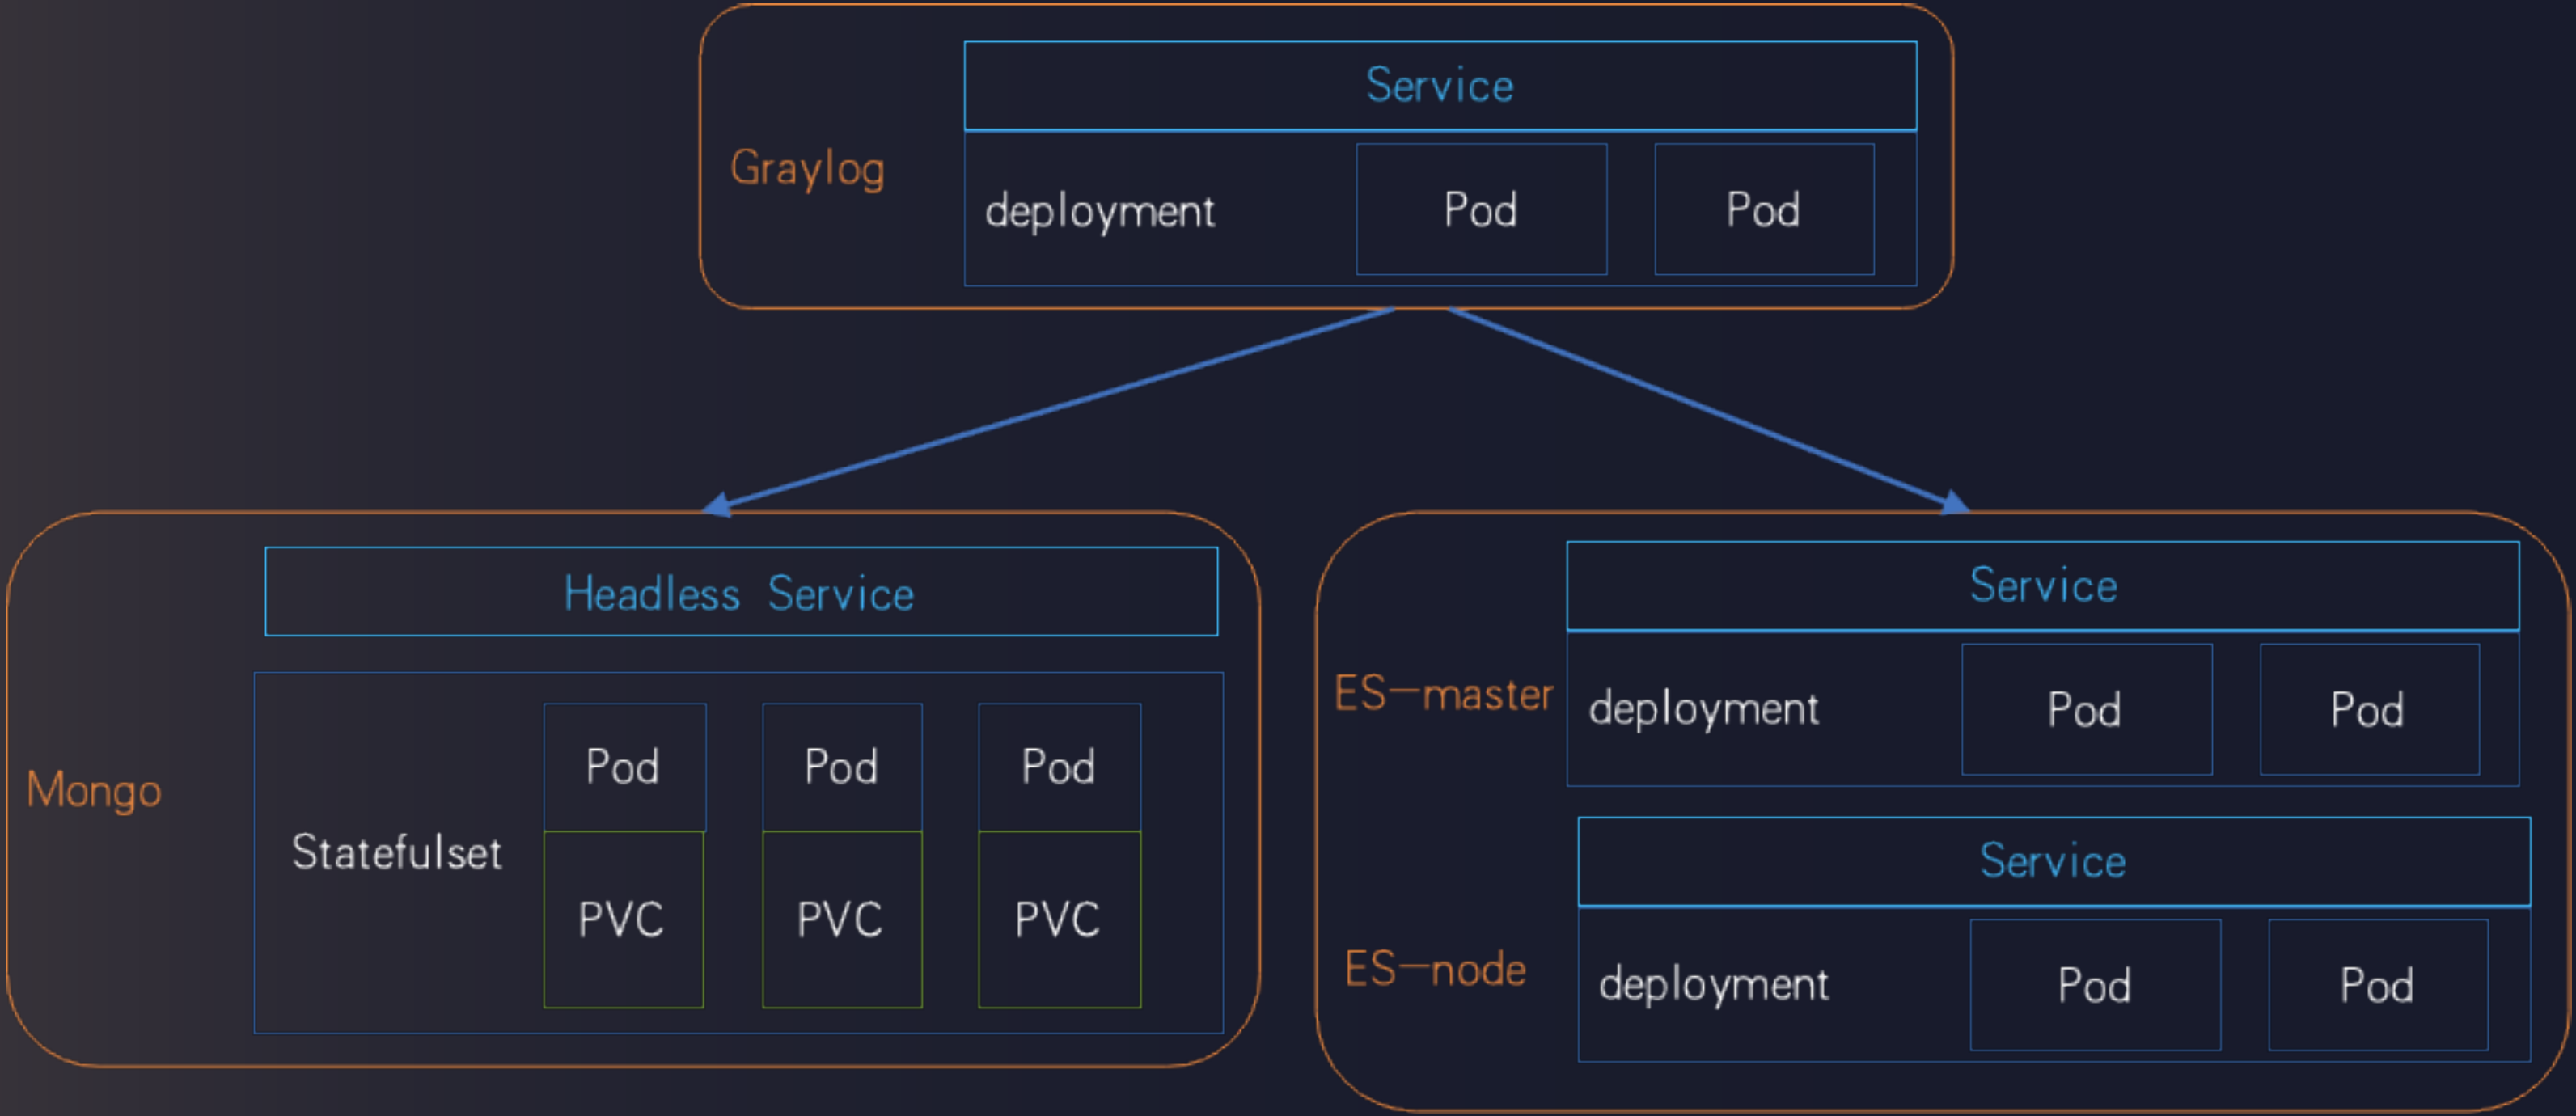 Service
Graylog
deployment
Pod
Pod
Headless Service
Mongo
Statefulset
Pod
Pod
Pod
PVC
PVC
PVC
Service
ES-master
deployment
Pod
Pod
Service
ES-node
deployment
Pod
Pod